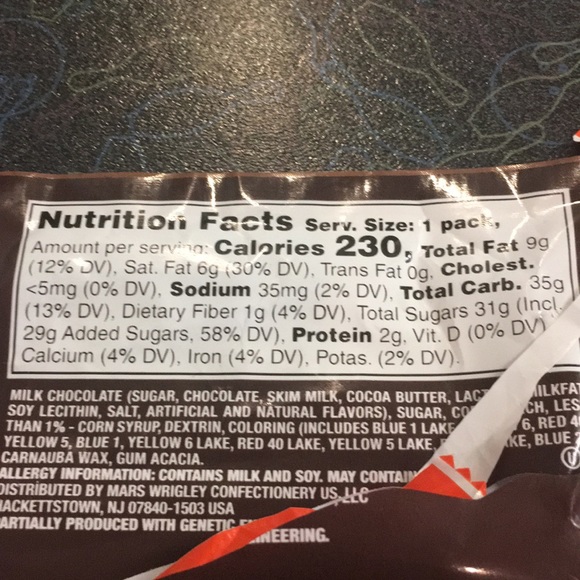 Nutrition Facts Serv. Size: 1 pack,
Amount per serving: Calories 230, Total Fat 9g
(12% DV), Sat. Fat 6g (30% DV), Trans Fat 0g, Cholest.
<5mg (0% DV), Sodium 35mg (2% DV), Total Carb. 35g
(13% DV), Dietary Fiber 1g (4% DV), Total Sugars 31g (Incl.
29g Added Sugars, 58% DV), Protein 2g, Vit. D (0% DV)
Calcium (4% DV), Iron (4% DV), Potas. (2% DV).
MILK CHOCOLATE (SUGAR, CHOCOLATE, SKIM MILK, COCOA BUTTER,
SOY LECITHIN, SALT, ARTIFICIAL AND NATURAL FLAVORS), SUGAR,
THAN 1% - CORN SYRUP, DEXTRIN, COLORING (INCLUDES BLUE 1 LAKE 6, RED 40
YELLOW 5, BLUE 1, YELLOW 6 LAKE, RED 40 LAKE, YELLOW 5 LAKE, BLUE
CARNAUBA WAX, GUM ACACIA. U
ALLERGY INFORMATION: CONTAINS MILK AND SOY. MAY CONTAIN
DISTRIBUTED BY MARS WRIGLEY CONFECTIONERY US, LLC
HACKETTSTOWN, NJ 07840-1503 USA
PARTIALLY PRODUCED WITH GENETIC